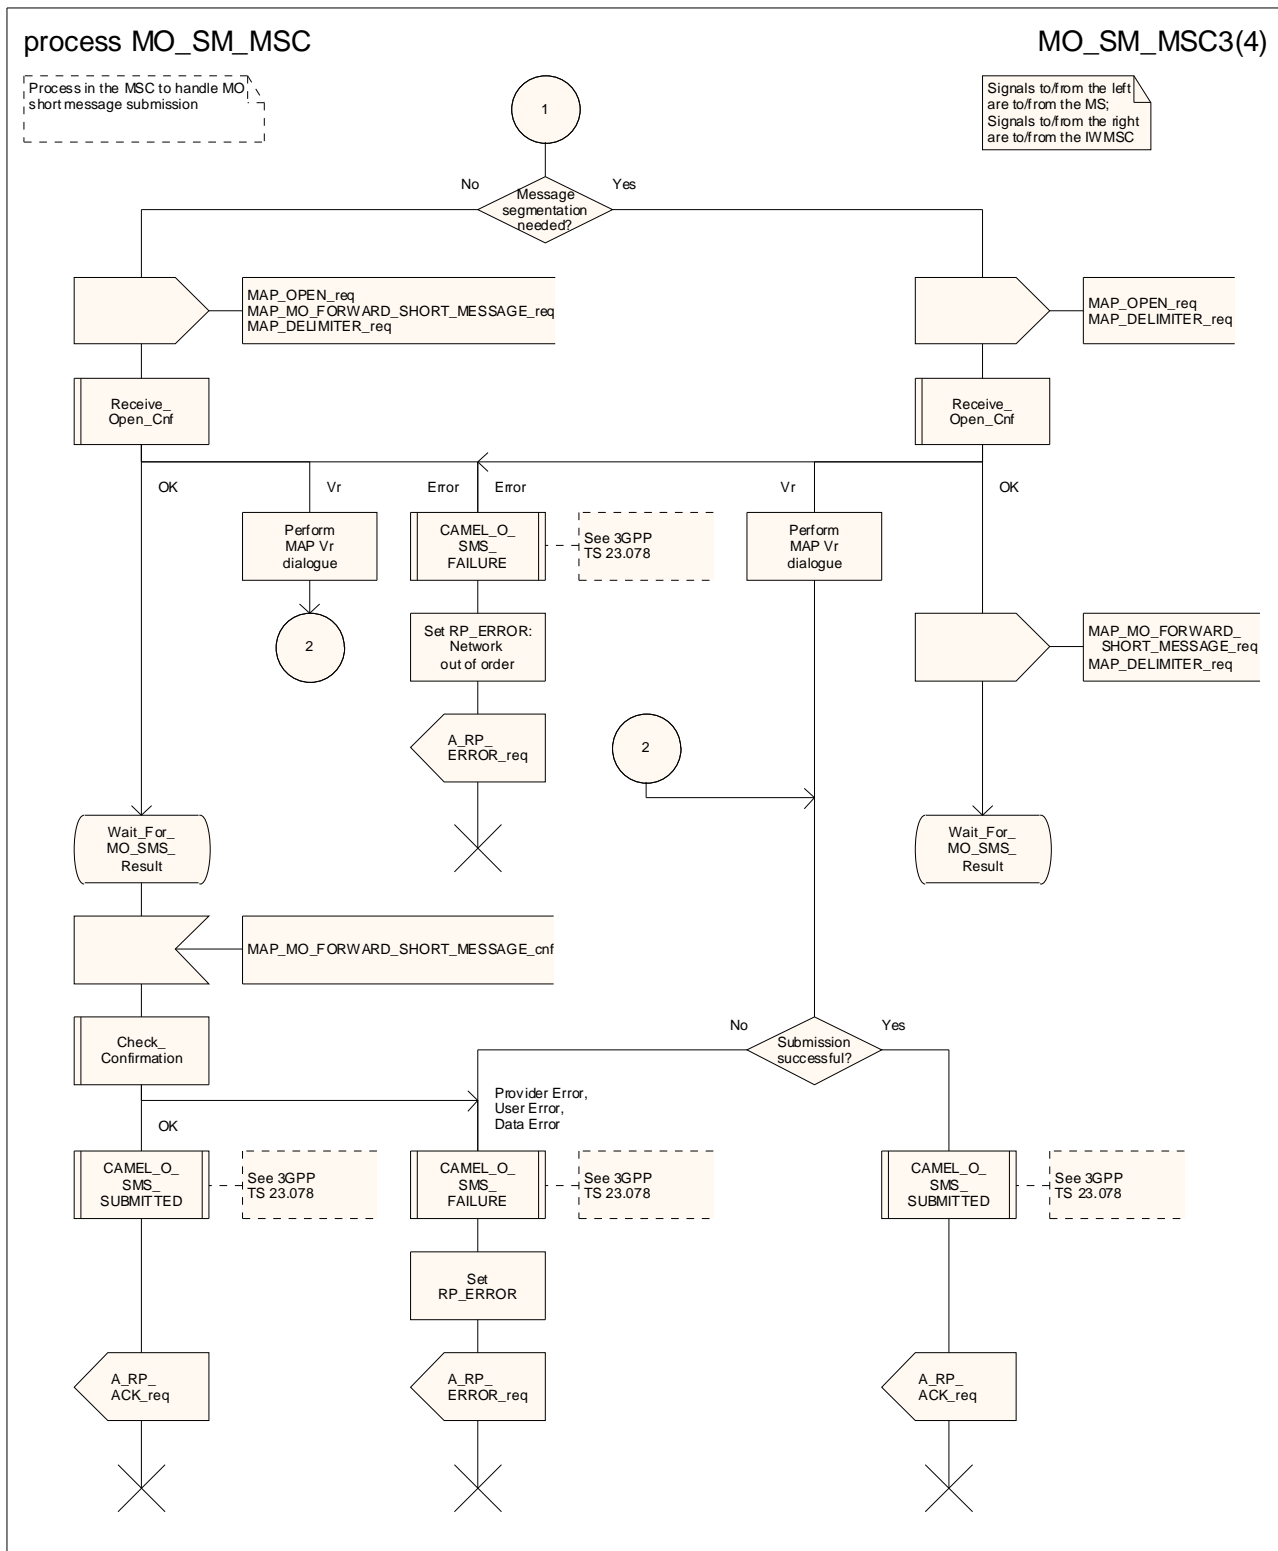 process MO_SM_MSC
MO_SM_MSC3(4)
Process in the MSC to handle MO
short message submission
Signals to/from the left
are to/from the MS;
Signals to/from the right
are to/from the IWMSC
1
No
Yes
Message
segmentation
needed?
MAP_OPEN_req
MAP_MO_FORWARD_SHORT_MESSAGE_req
MAP_DELIMITER_req
MAP_OPEN_req
MAP_DELIMITER_req
Receive_
Open_Cnf
Receive_
Open_Cnf
OK
Vr
Error
Error
Vr
OK
Perform
MAP Vr
dialogue
CAMEL_O_
SMS_
FAILURE
See 3GPP
TS 23.078
Perform
MAP Vr
dialogue
2
Set RP_ERROR:
Network
out of order
MAP_MO_FORWARD_
SHORT_MESSAGE_req
MAP_DELIMITER_req
A_RP_
ERROR_req
2
Wait_For_
MO_SMS_
Result
Wait_For_
MO_SMS_
Result
MAP_MO_FORWARD_SHORT_MESSAGE_cnf
Check_
Confirmation
No
Yes
Submission
successful?
Provider Error,
User Error,
Data Error
OK
CAMEL_O_
SMS_
SUBMITTED
See 3GPP
TS 23.078
CAMEL_O_
SMS_
FAILURE
See 3GPP
TS 23.078
CAMEL_O_
SMS_
SUBMITTED
See 3GPP
TS 23.078
Set
RP_ERROR
A_RP_
ACK_req
A_RP_
ERROR_req
A_RP_
ACK_req